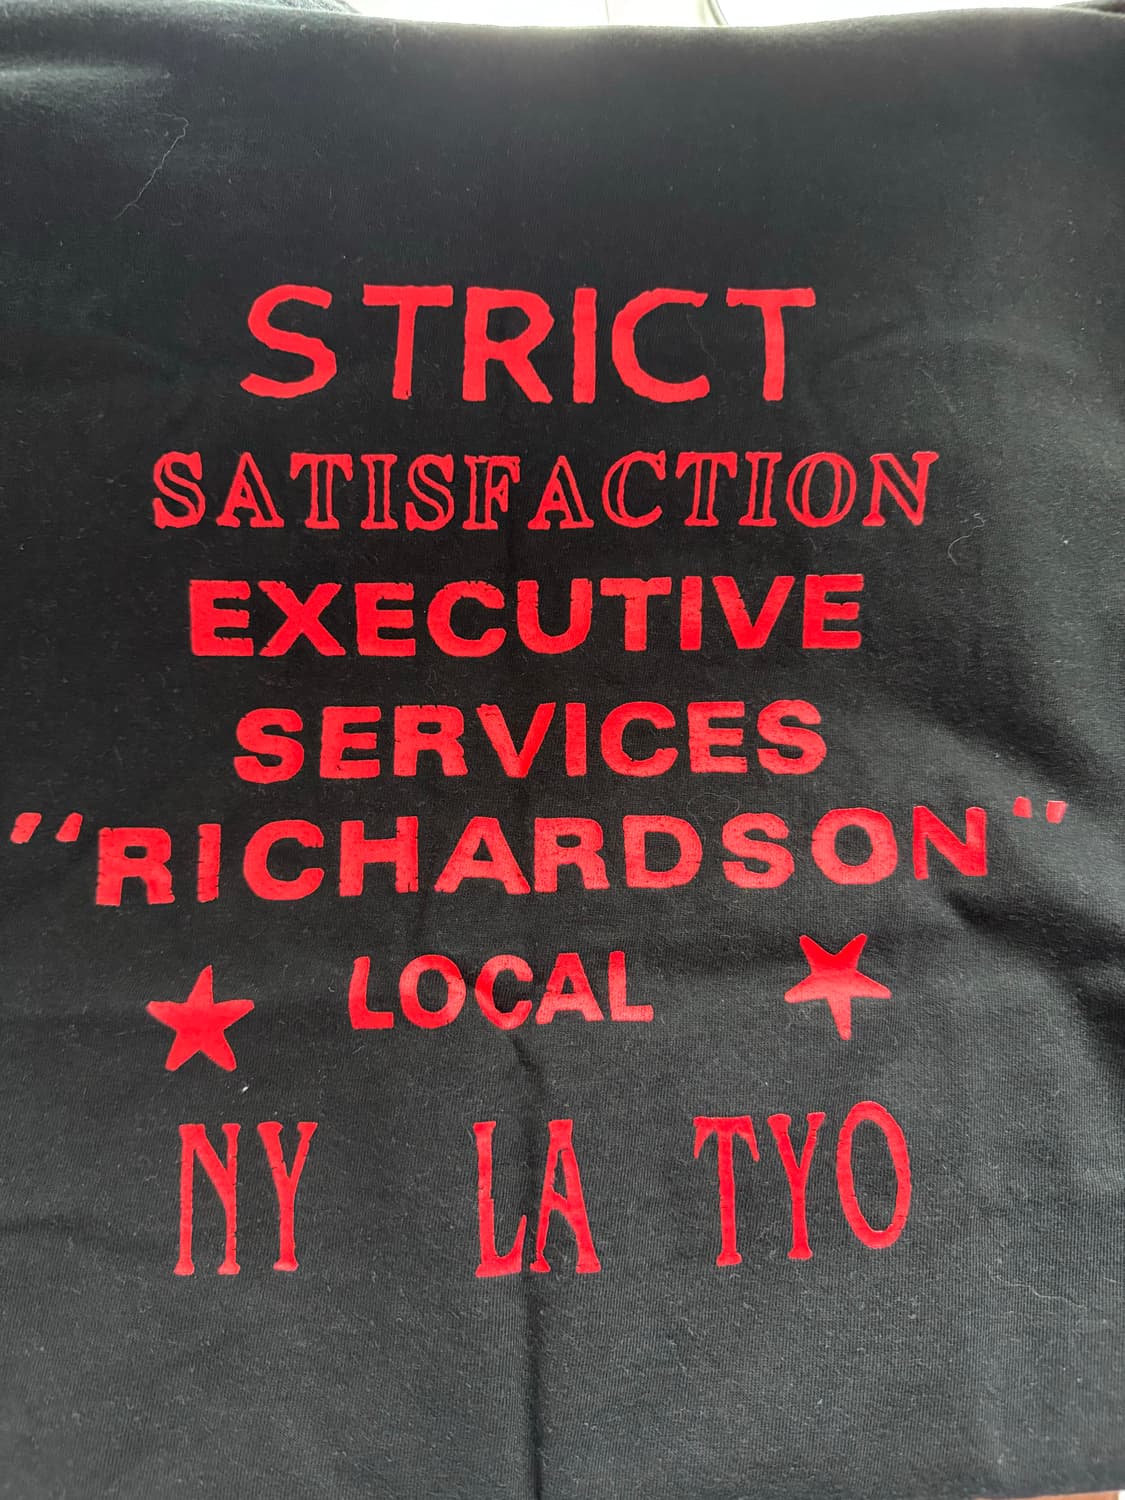 STRICT
SATISFACTION
EXECUTIVE
SERVICES
"RICHARDSON"
LOCAL
NY LA TYO